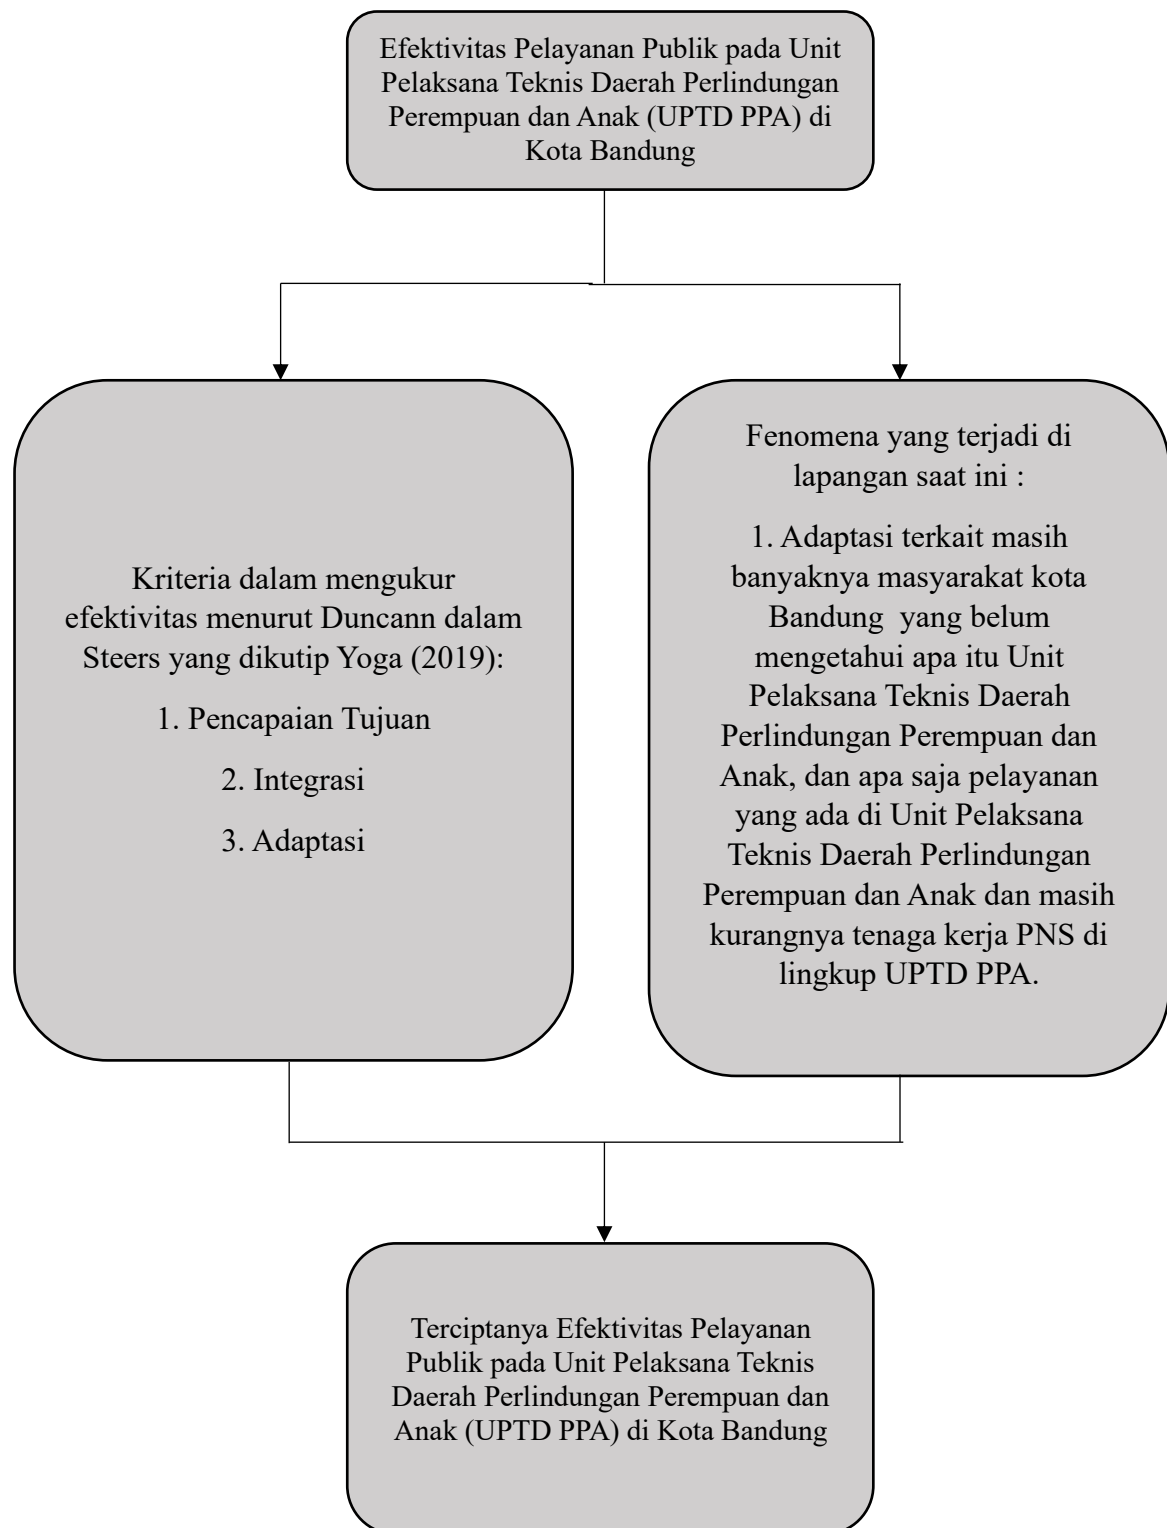 Efektivitas Pelayanan Publik pada Unit
Pelaksana Teknis Daerah Perlindungan
Perempuan dan Anak (UPTD PPA) di
Kota Bandung
Kriteria dalam mengukur
efektivitas menurut Duncann dalam
Steers yang dikutip Yoga (2019):
1. Pencapaian Tujuan
2. Integrasi
3. Adaptasi
Fenomena yang terjadi di
lapangan saat ini :
1. Adaptasi terkait masih
banyaknya masyarakat kota
Bandung  yang belum
mengetahui apa itu Unit
Pelaksana Teknis Daerah
Perlindungan Perempuan dan
Anak, dan apa saja pelayanan
yang ada di Unit Pelaksana
Teknis Daerah Perlindungan
Perempuan dan Anak dan masih
kurangnya tenaga kerja PNS di
lingkup UPTD PPA.
Terciptanya Efektivitas Pelayanan
Publik pada Unit Pelaksana Teknis
Daerah Perlindungan Perempuan dan
Anak (UPTD PPA) di Kota Bandung